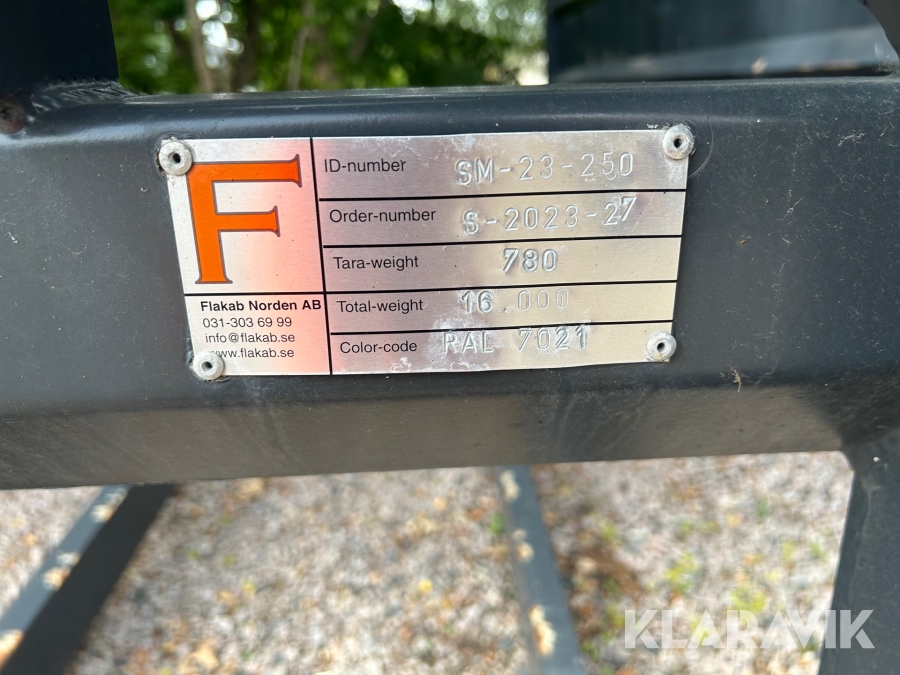 F
ID-number SM-23-250
Order-number S-2023-27
Tara-weight 780
Total-weight 16.000
Color-code RAL 7021
Flakab Norden AB
031-303 69 99
info@flakab.se
www.flakab.se
KLARAVIK